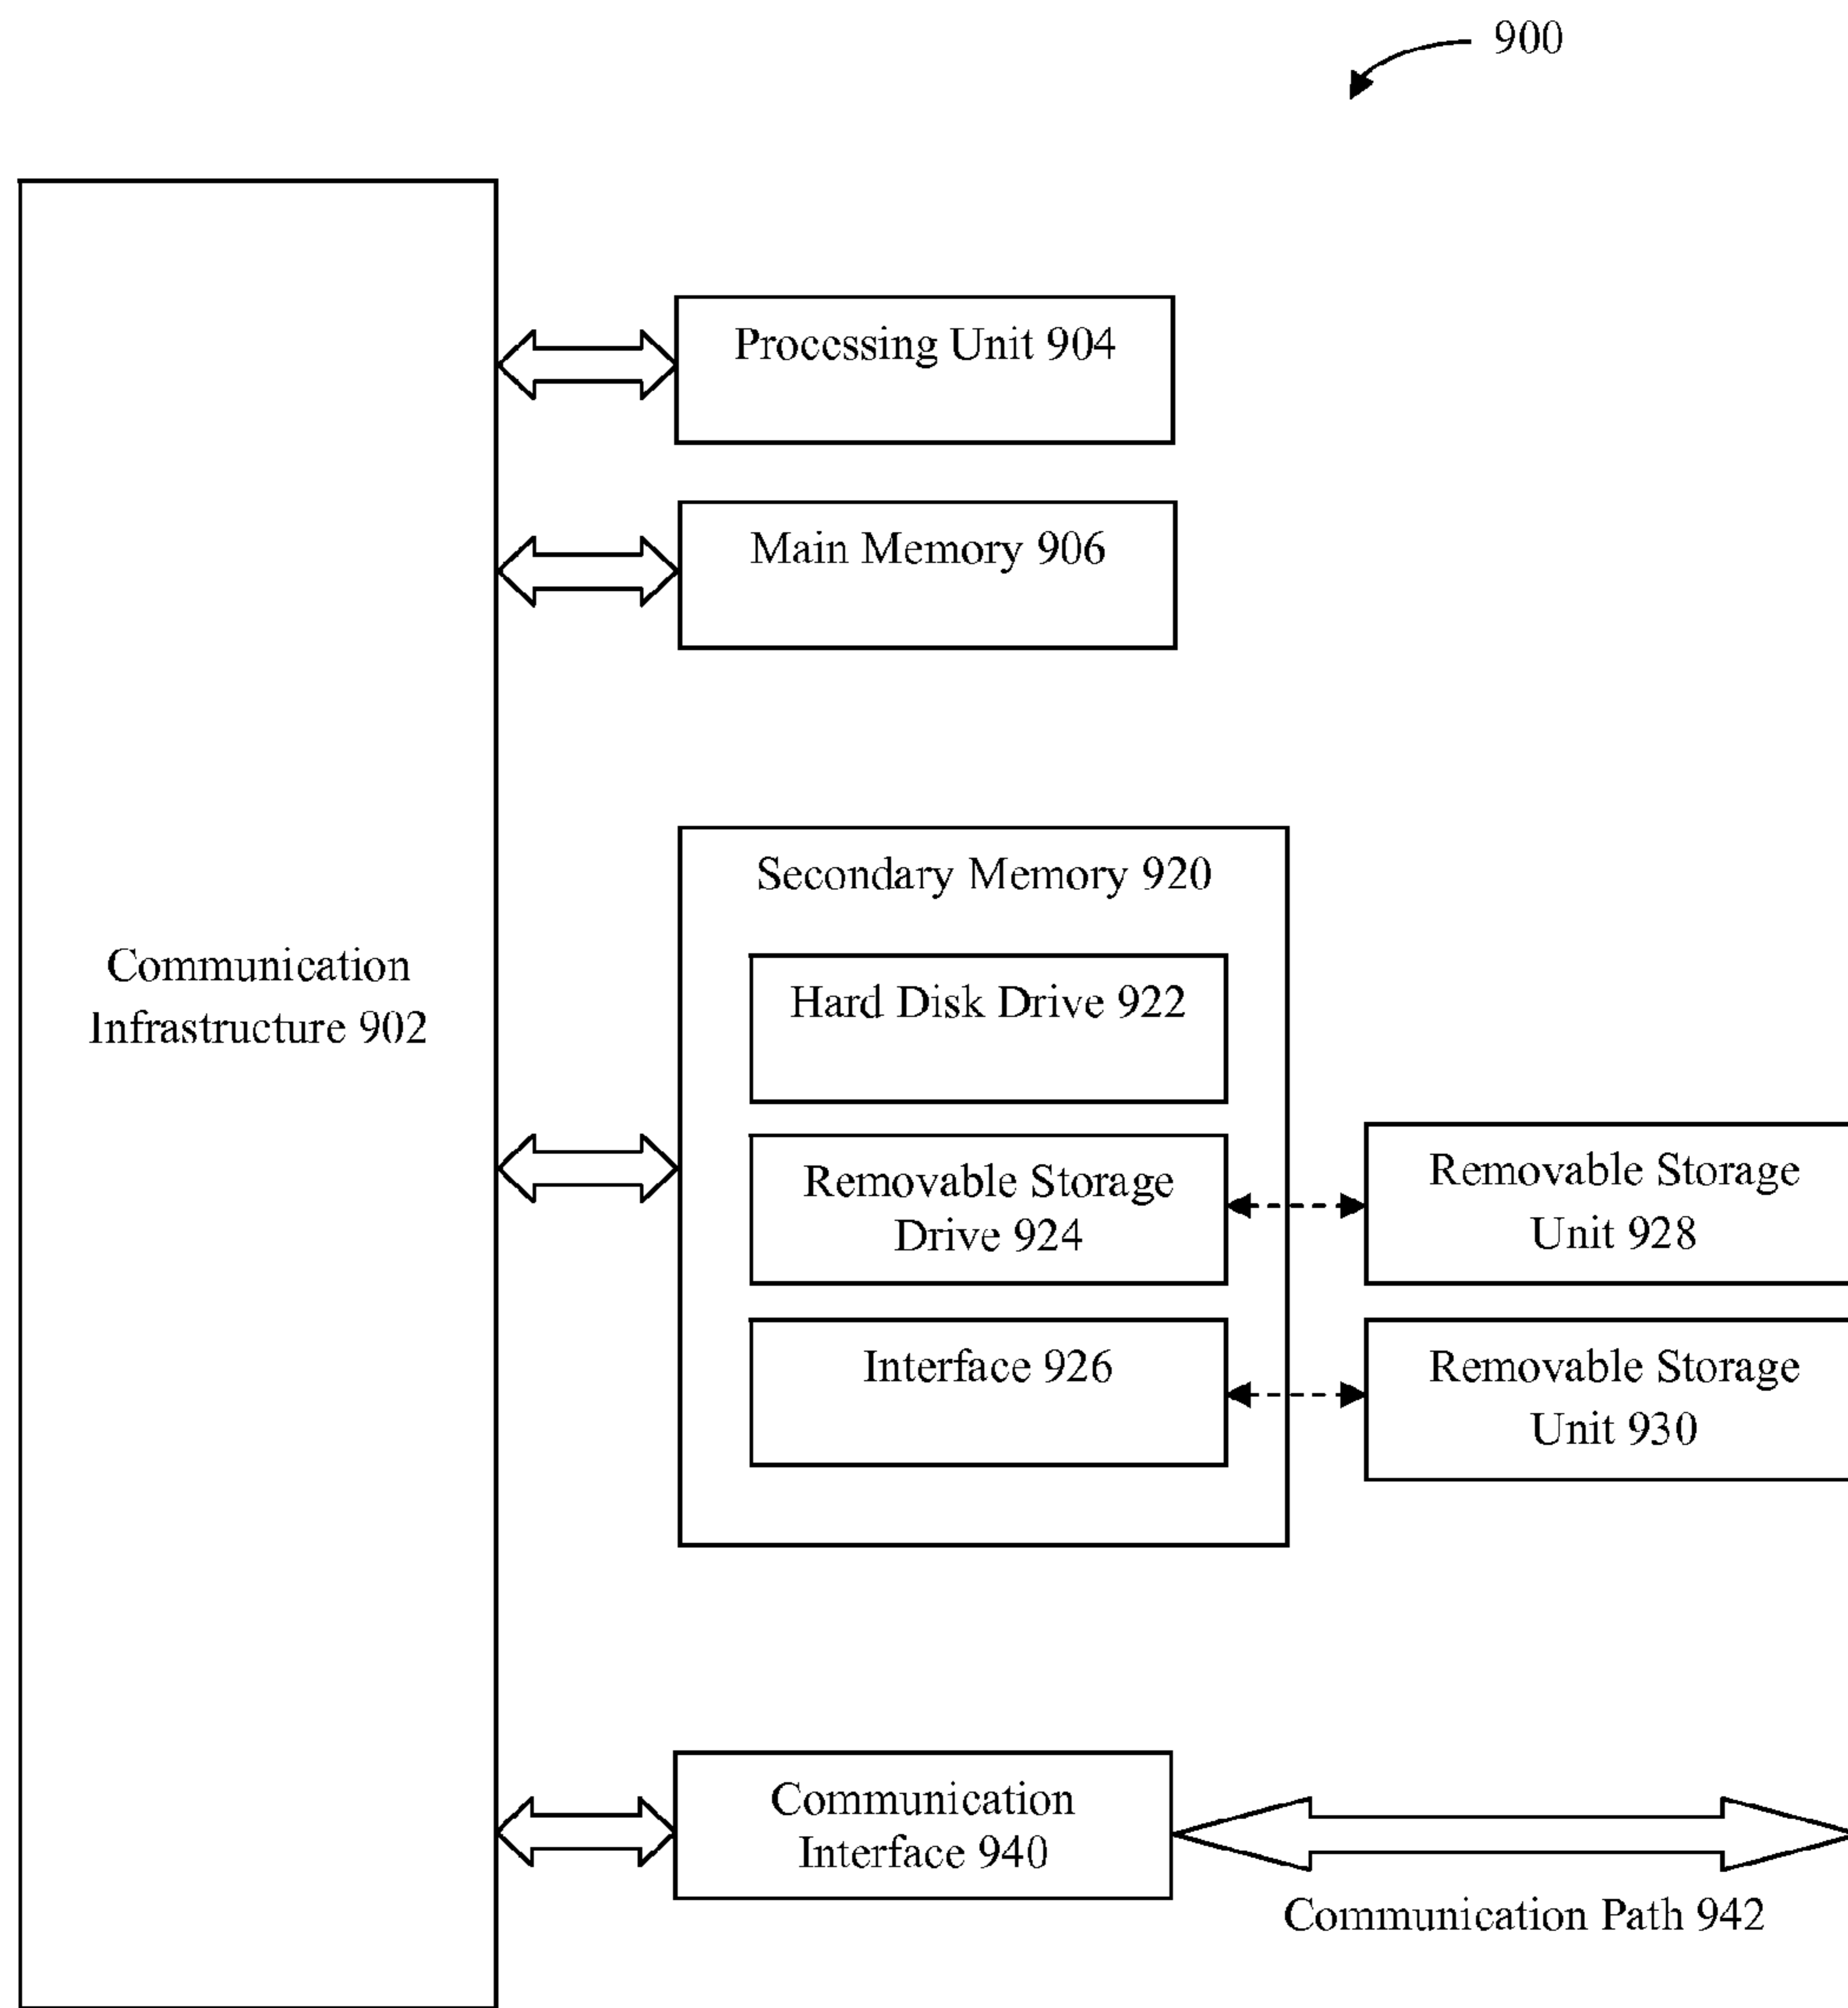 900
Processing Unit 904
Main Memory 906
Secondary Memory 920
Communication
Infrastructure 902
Hard Disk Drive 922
Removable Storage
Drive 924
Removable Storage
Unit 928
Interface 926
Removable Storage
Unit 930
Communication
Interface 940
Communication Path 942